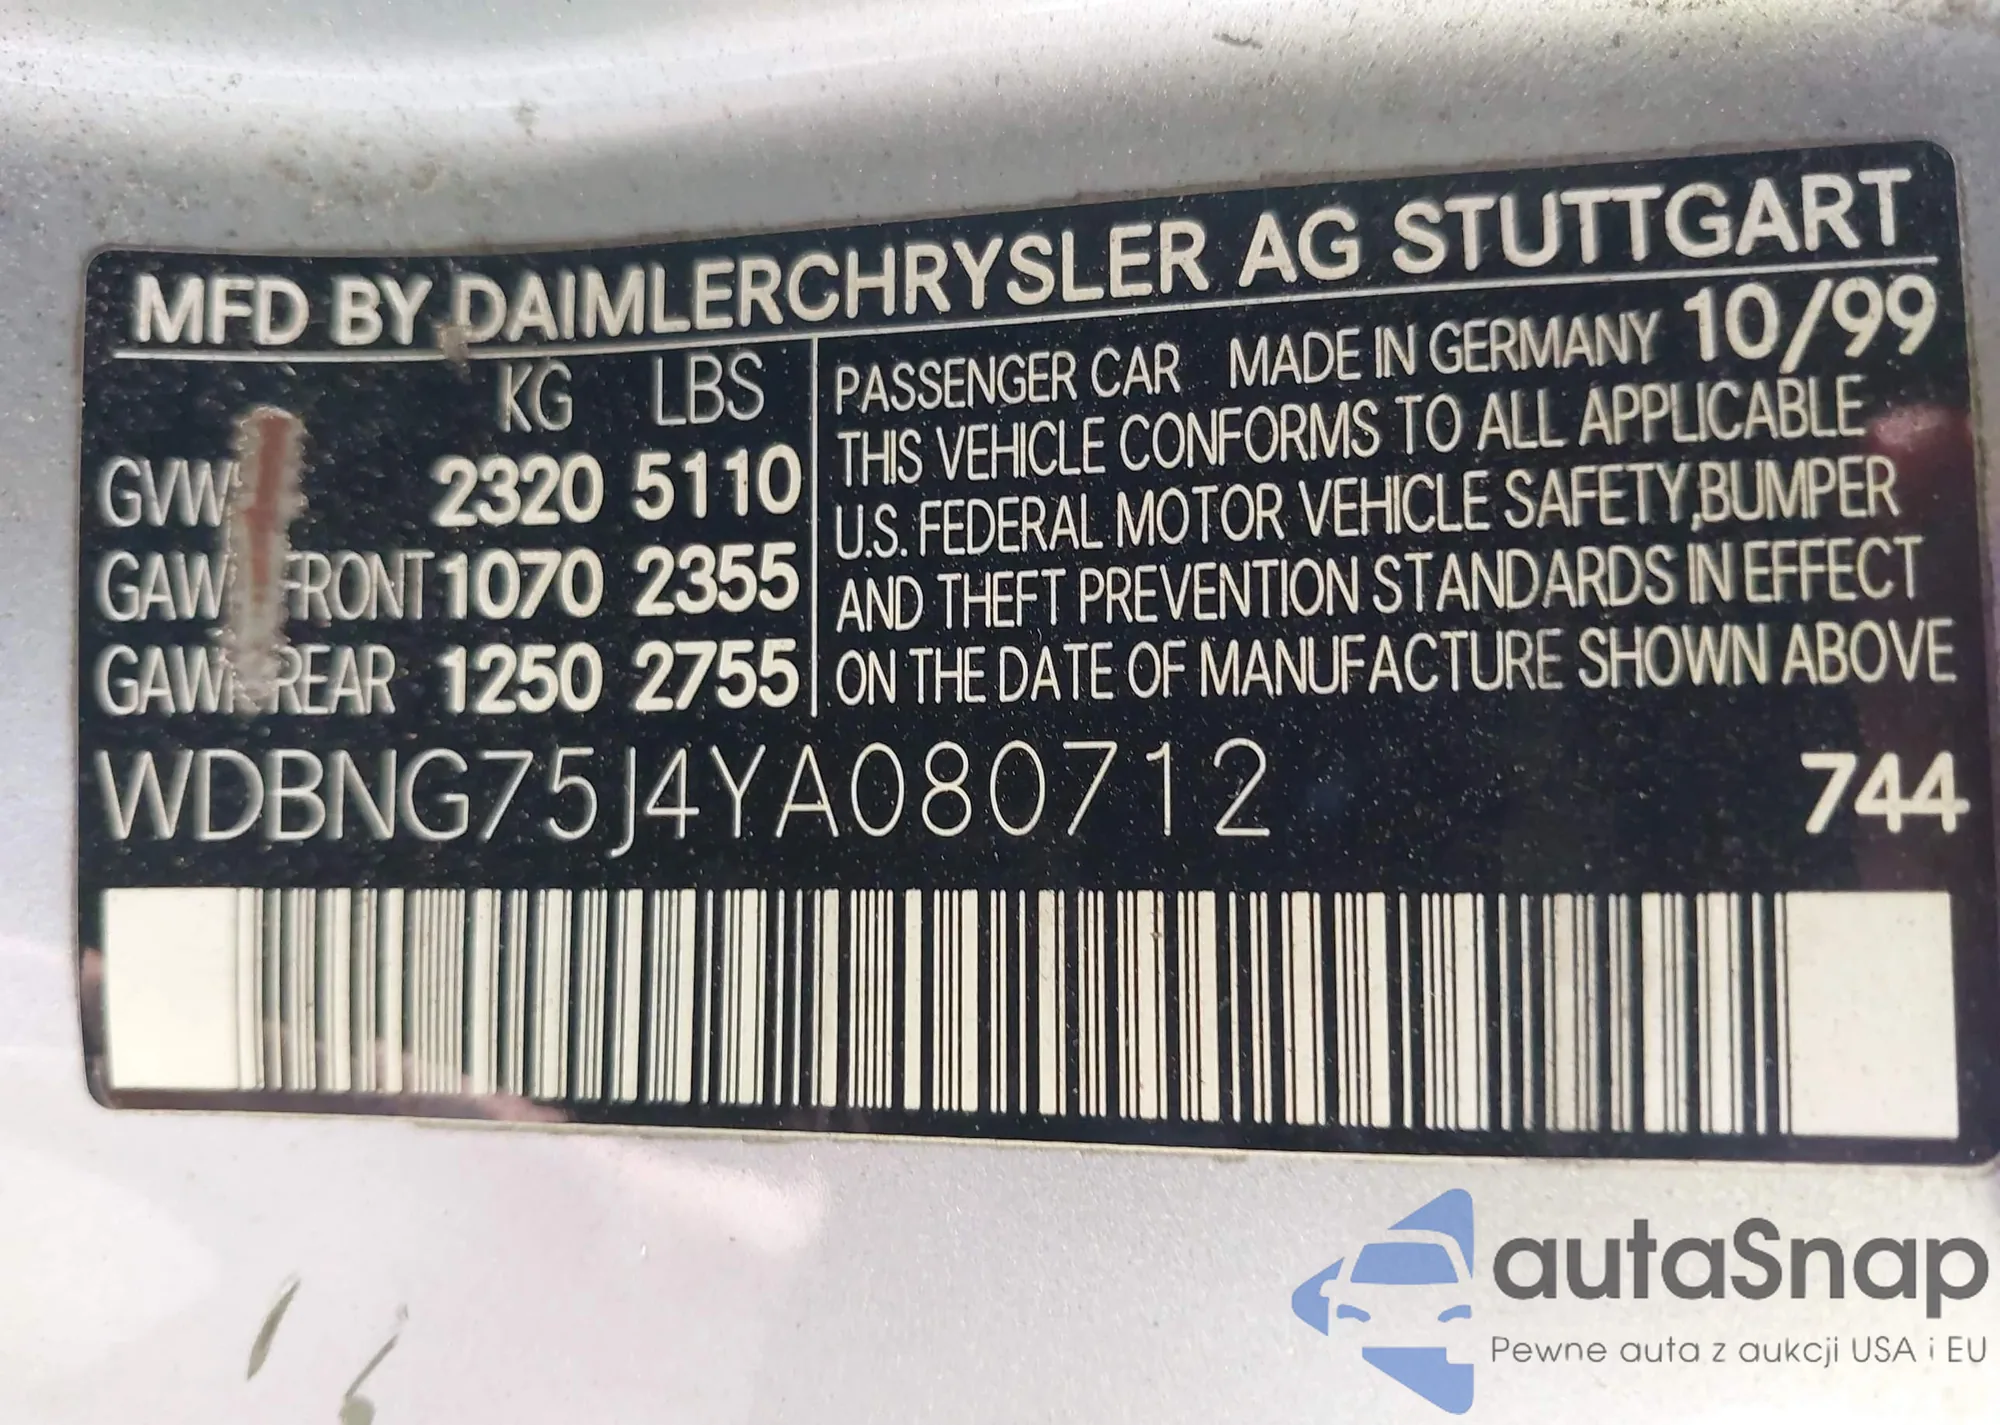 MFD BY DAIMLERCHRYSLER AG STUTTGART
KG LBS
GVW 2320 5110
GAW FRONT 1070 2355
GAW REAR 1250 2755
PASSENGER CAR MADE IN GERMANY 10/99
THIS VEHICLE CONFORMS TO ALL APPLICABLE
U.S. FEDERAL MOTOR VEHICLE SAFETY,BUMPER
AND THEFT PREVENTION STANDARDS IN EFFECT
ON THE DATE OF MANUFACTURE SHOWN ABOVE
WDBNG75J4YA080712 744
autaSnap
Pewne auta z aukcji USA i EU